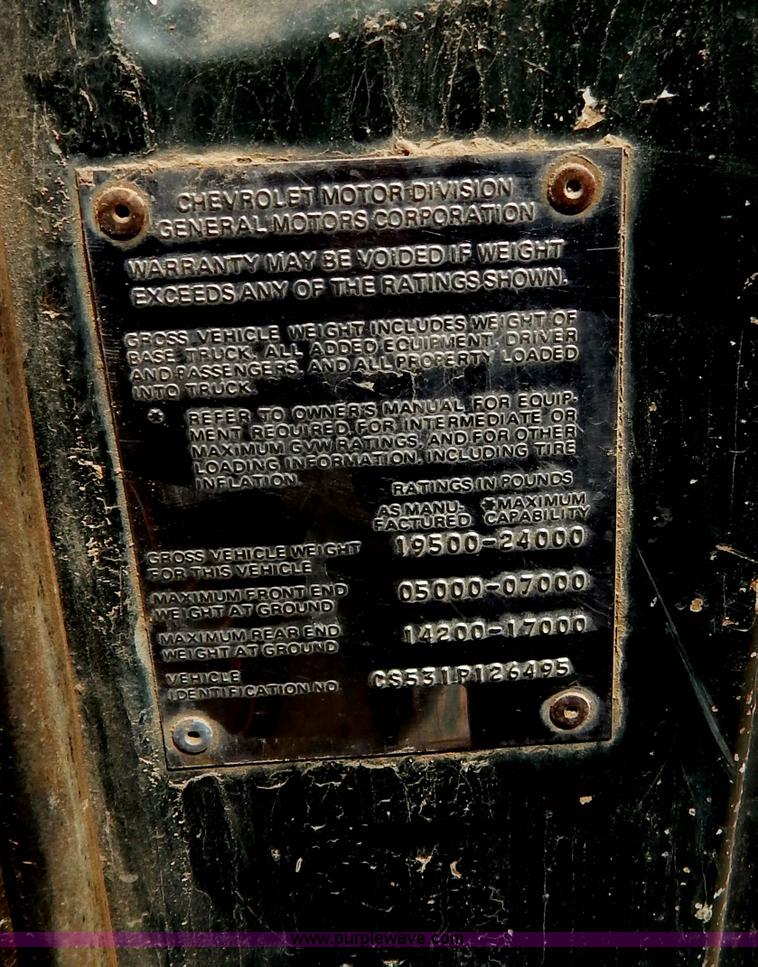 CHEVROLET MOTOR DIVISION
GENERAL MOTORS CORPORATION
WARRANTY MAY BE VOIDED IF WEIGHT
EXCEEDS ANY OF THE RATINGS SHOWN.
GROSS VEHICLE WEIGHT INCLUDES WEIGHT OF
BASE TRUCK, ALL ADDED EQUIPMENT, DRIVER
AND PASSENGERS, AND ALL PROPERTY LOADED
INTO TRUCK.
* REFER TO OWNER'S MANUAL FOR EQUIP-
MENT REQUIRED FOR INTERMEDIATE OR
MAXIMUM GVW RATINGS, AND FOR OTHER
LOADING INFORMATION, INCLUDING TIRE
INFLATION.
RATINGS IN POUNDS
AS MANU- *MAXIMUM
FACTURED CAPABILITY
GROSS VEHICLE WEIGHT 19500-24000
FOR THIS VEHICLE
MAXIMUM FRONT END 05000-07000
WEIGHT AT GROUND
MAXIMUM REAR END 14200-17000
WEIGHT AT GROUND
VEHICLE CS531P126495
IDENTIFICATION NO.
www.purplewave.com